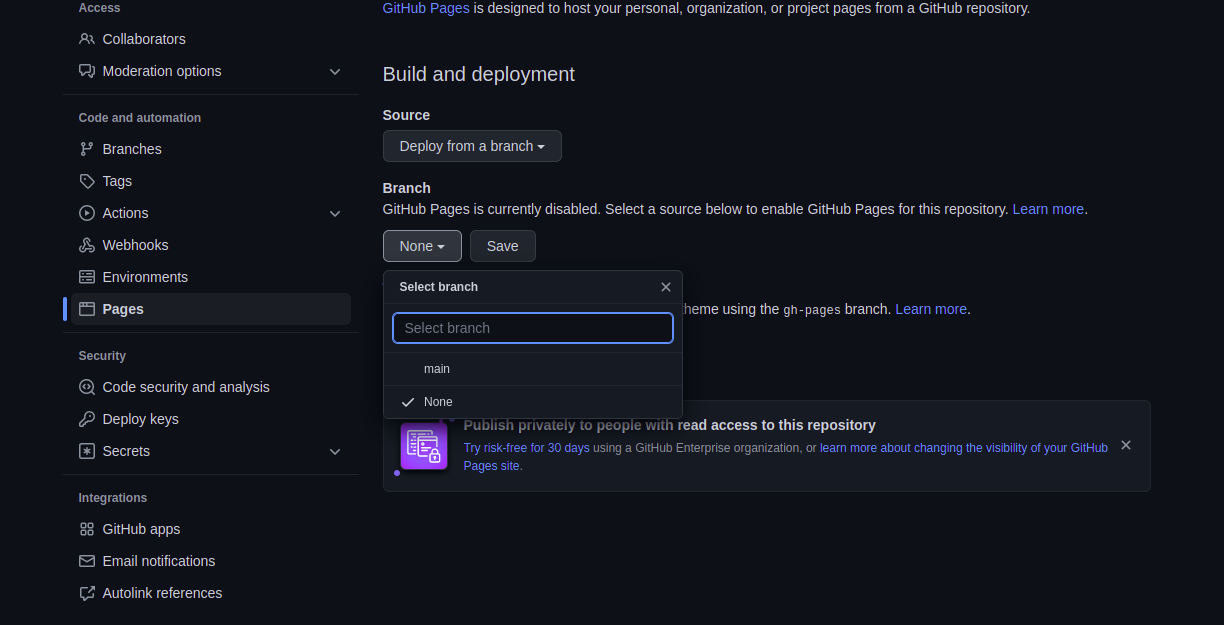 Access
Collaborators
Moderation options
Code and automation
Branches
Tags
Actions
Webhooks
Environments
Pages
Security
Code security and analysis
Deploy keys
Secrets
Integrations
GitHub apps
Email notifications
Autolink references
GitHub Pages is designed to host your personal, organization, or project pages from a GitHub repository.
Build and deployment
Source
Deploy from a branch
Branch
GitHub Pages is currently disabled. Select a source below to enable GitHub Pages for this repository. Learn more.
None
Save
Select branch
Select branch
main
None
using the gh-pages branch. Learn more.
Publish privately to people with read access to this repository
Try risk-free for 30 days using a GitHub Enterprise organization, or learn more about changing the visibility of your GitHub
Pages site.